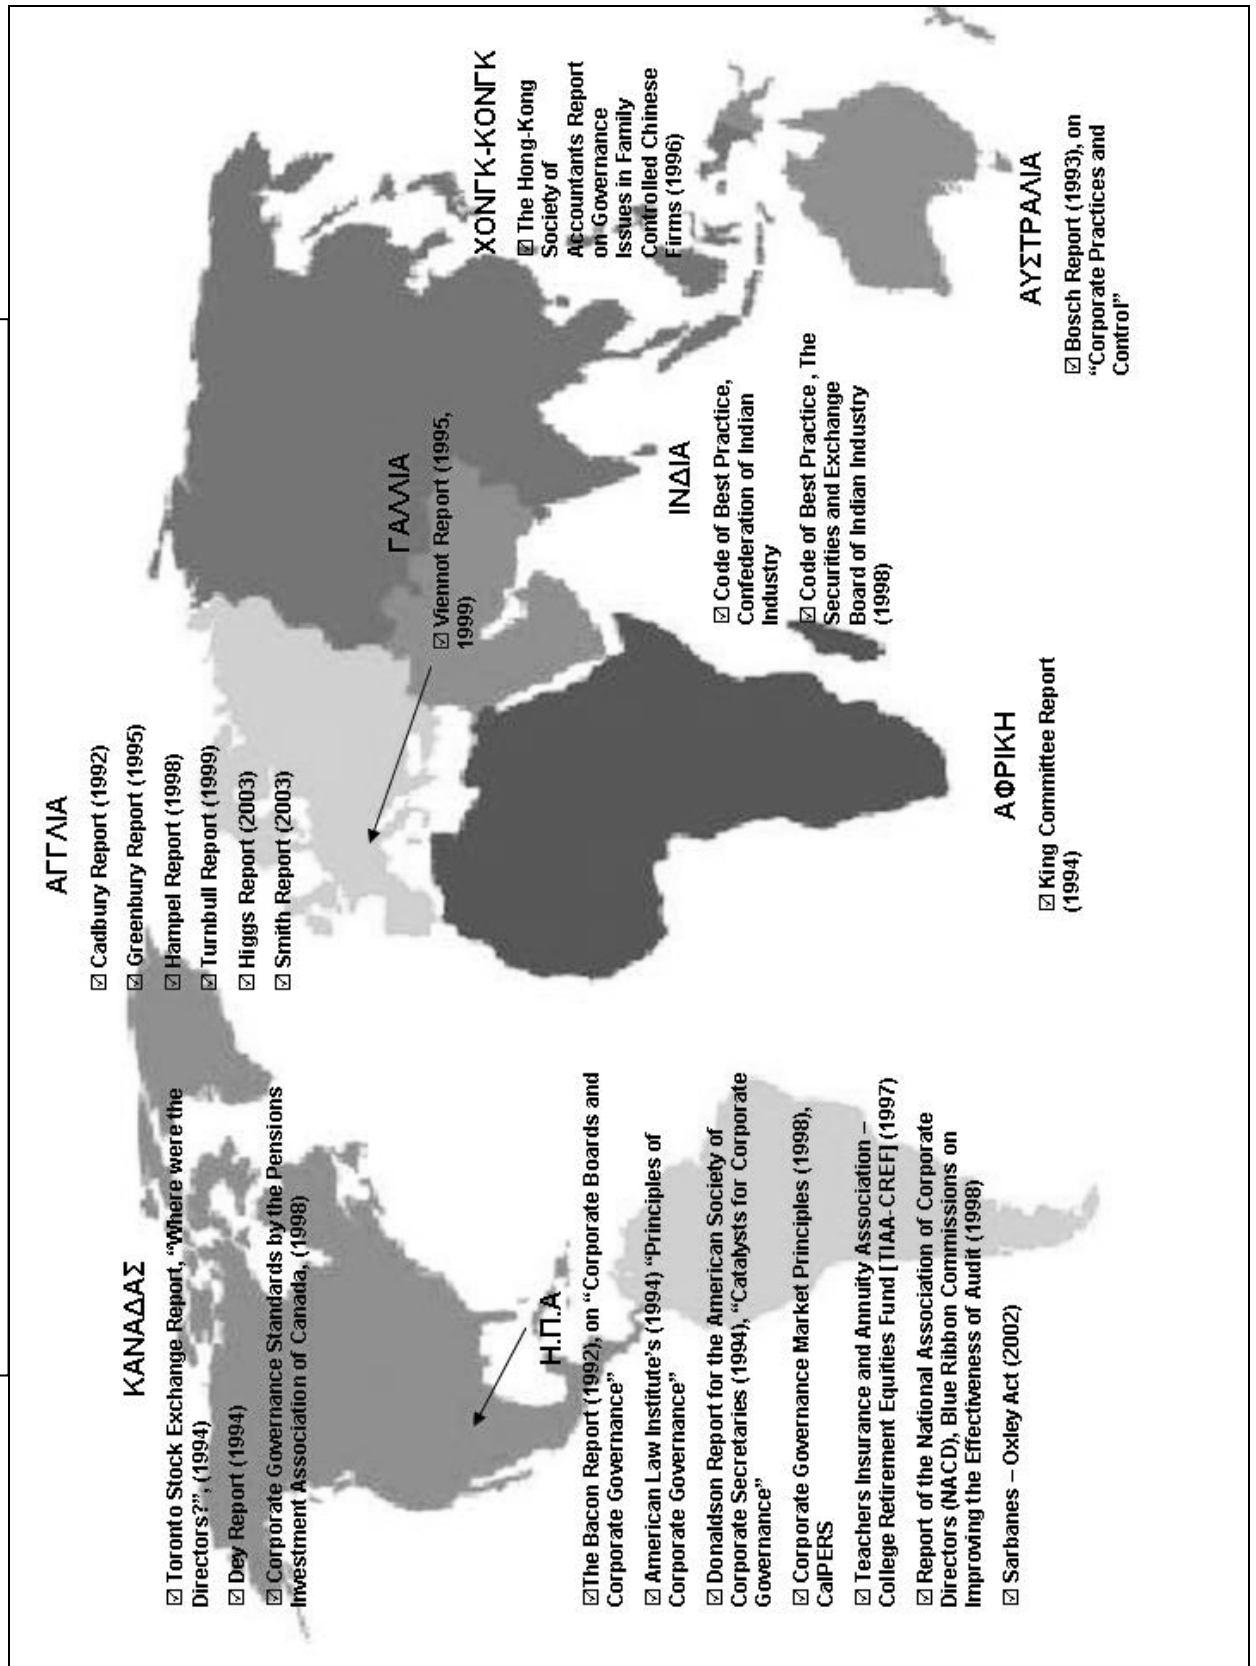 ΚΑΝΑΔΑΣ
☑ Toronto Stock Exchange Report, “Where were the
Directors?”, (1994)
☑ Dey Report (1994)
☑ Corporate Governance Standards by the Pensions
Investment Association of Canada, (1998)
Η.Π.Α
☑The Bacon Report (1992), on “Corporate Boards and
Corporate Governance”
☑ American Law Institute's (1994) “Principles of
Corporate Governance”
☑ Donaldson Report for the American Society of
Corporate Secretaries (1994), “Catalysts for Corporate
Governance”
☑ Corporate Governance Market Principles (1998),
CalPERS
☑ Teachers Insurance and Annuity Association –
College Retirement Equities Fund [TIAA-CREF] (1997)
☑ Report of the National Association of Corporate
Directors (NACD), Blue Ribbon Commissions on
Improving the Effectiveness of Audit (1998)
☑ Sarbanes – Oxley Act (2002)
ΑΓΓΛΙΑ
☑ Cadbury Report (1992)
☑ Greenbury Report (1995)
☑ Hampel Report (1998)
☑ Turnbull Report (1999)
☑ Higgs Report (2003)
☑ Smith Report (2003)
ΓΑΛΛΙΑ
☑ Viennot Report (1995,
1999)
ΑΦΡΙΚΗ
☑ King Committee Report
(1994)
ΙΝΔΙΑ
☑ Code of Best Practice,
Confederation of Indian
Industry
☑ Code of Best Practice , The
Securities and Exchange
Board of Indian Industry
(1998)
ΧΟΝΓΚ-ΚΟΝΓΚ
☑ The Hong-Kong
Society of
Accountants Report
on Governance
Issues in Family
Controlled Chinese
Firms (1996)
ΑΥΣΤΡΑΛΙΑ
☑ Bosch Report (1993), on
“Corporate Practices and
Control”